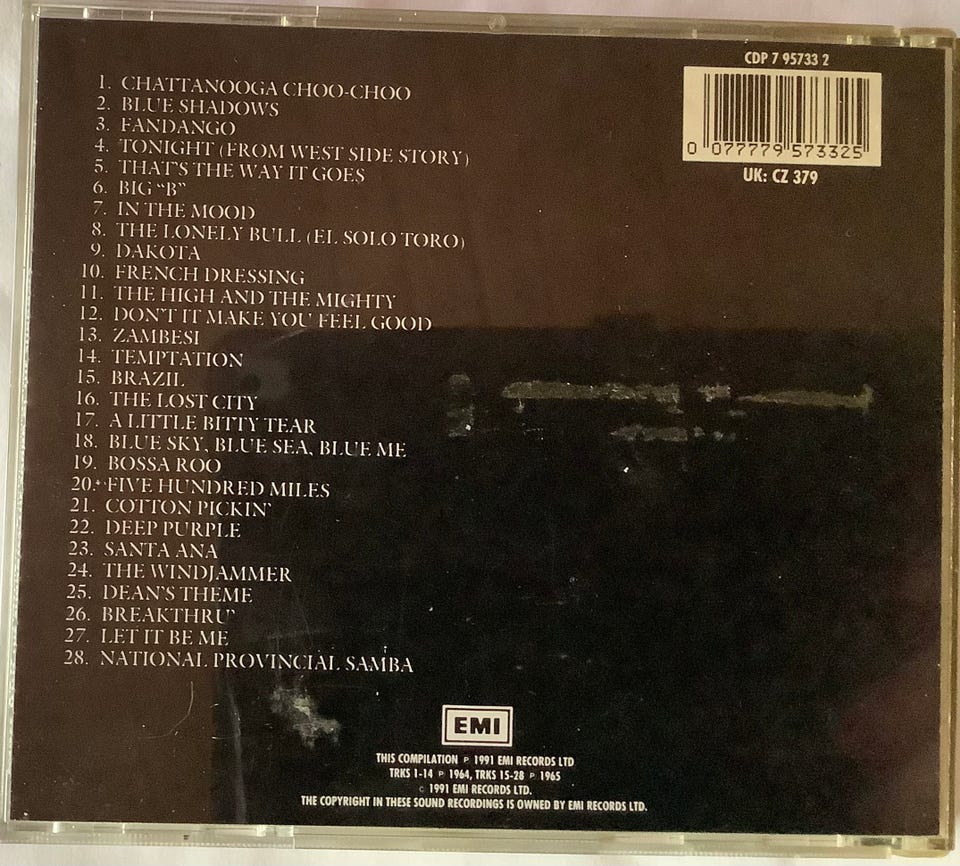 CDP 7 95733 2
0 077779 573325
UK: CZ 379
1. CHATTANOOGA CHOO-CHOO
2. BLUE SHADOWS
3. FANDANGO
4. TONIGHT (FROM WEST SIDE STORY)
5. THAT'S THE WAY IT GOES
6. BIG “B”
7. IN THE MOOD
8. THE LONELY BULL (EL SOLO TORO)
9. DAKOTA
10. FRENCH DRESSING
11. THE HIGH AND THE MIGHTY
12. DON'T IT MAKE YOU FEEL GOOD
13. ZAMBESI
14. TEMPTATION
15. BRAZIL
16. THE LOST CITY
17. A LITTLE BITTY TEAR
18. BLUE SKY, BLUE SEA, BLUE ME
19. BOSSA ROO
20. FIVE HUNDRED MILES
21. COTTON PICKIN'
22. DEEP PURPLE
23. SANTA ANA
24. THE WINDJAMMER
25. DEAN'S THEME
26. BREAKTHRU'
27. LET IT BE ME
28. NATIONAL PROVINCIAL SAMBA
EMI
THIS COMPILATION ℗ 1991 EMI RECORDS LTD
TRKS 1-14 ℗ 1964, TRKS 15-28 ℗ 1965
© 1991 EMI RECORDS LTD.
THE COPYRIGHT IN THESE SOUND RECORDINGS IS OWNED BY EMI RECORDS LTD.